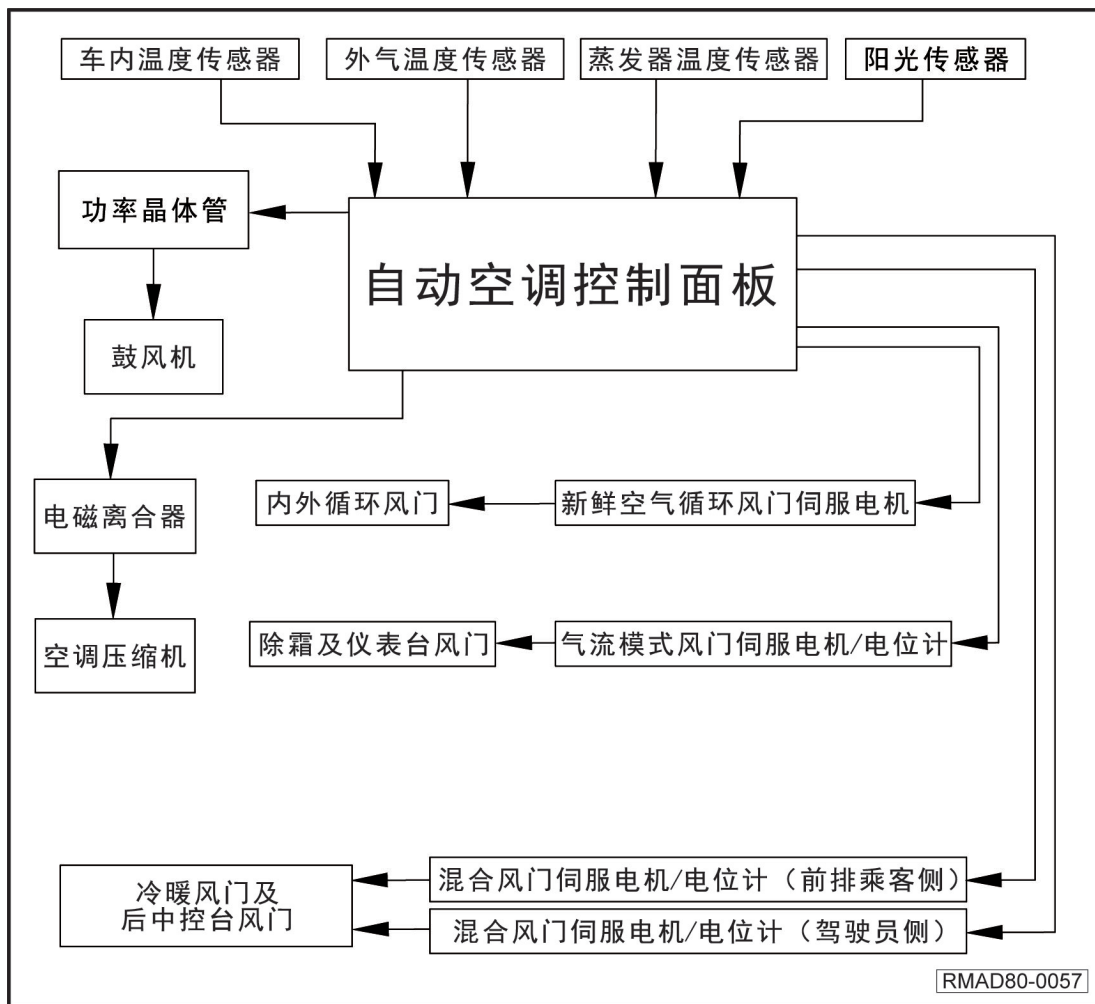 车内温度传感器
外气温度传感器
蒸发器温度传感器
阳光传感器
功率晶体管
自动空调控制面板
鼓风机
电磁离合器
内外循环风门
新鲜空气循环风门伺服电机
空调压缩机
除霜及仪表台风门
气流模式风门伺服电机/电位计
冷暖风门及
后中控台风门
混合风门伺服电机/电位计（前排乘客侧）
混合风门伺服电机/电位计（驾驶员侧）
RMAD80-0057